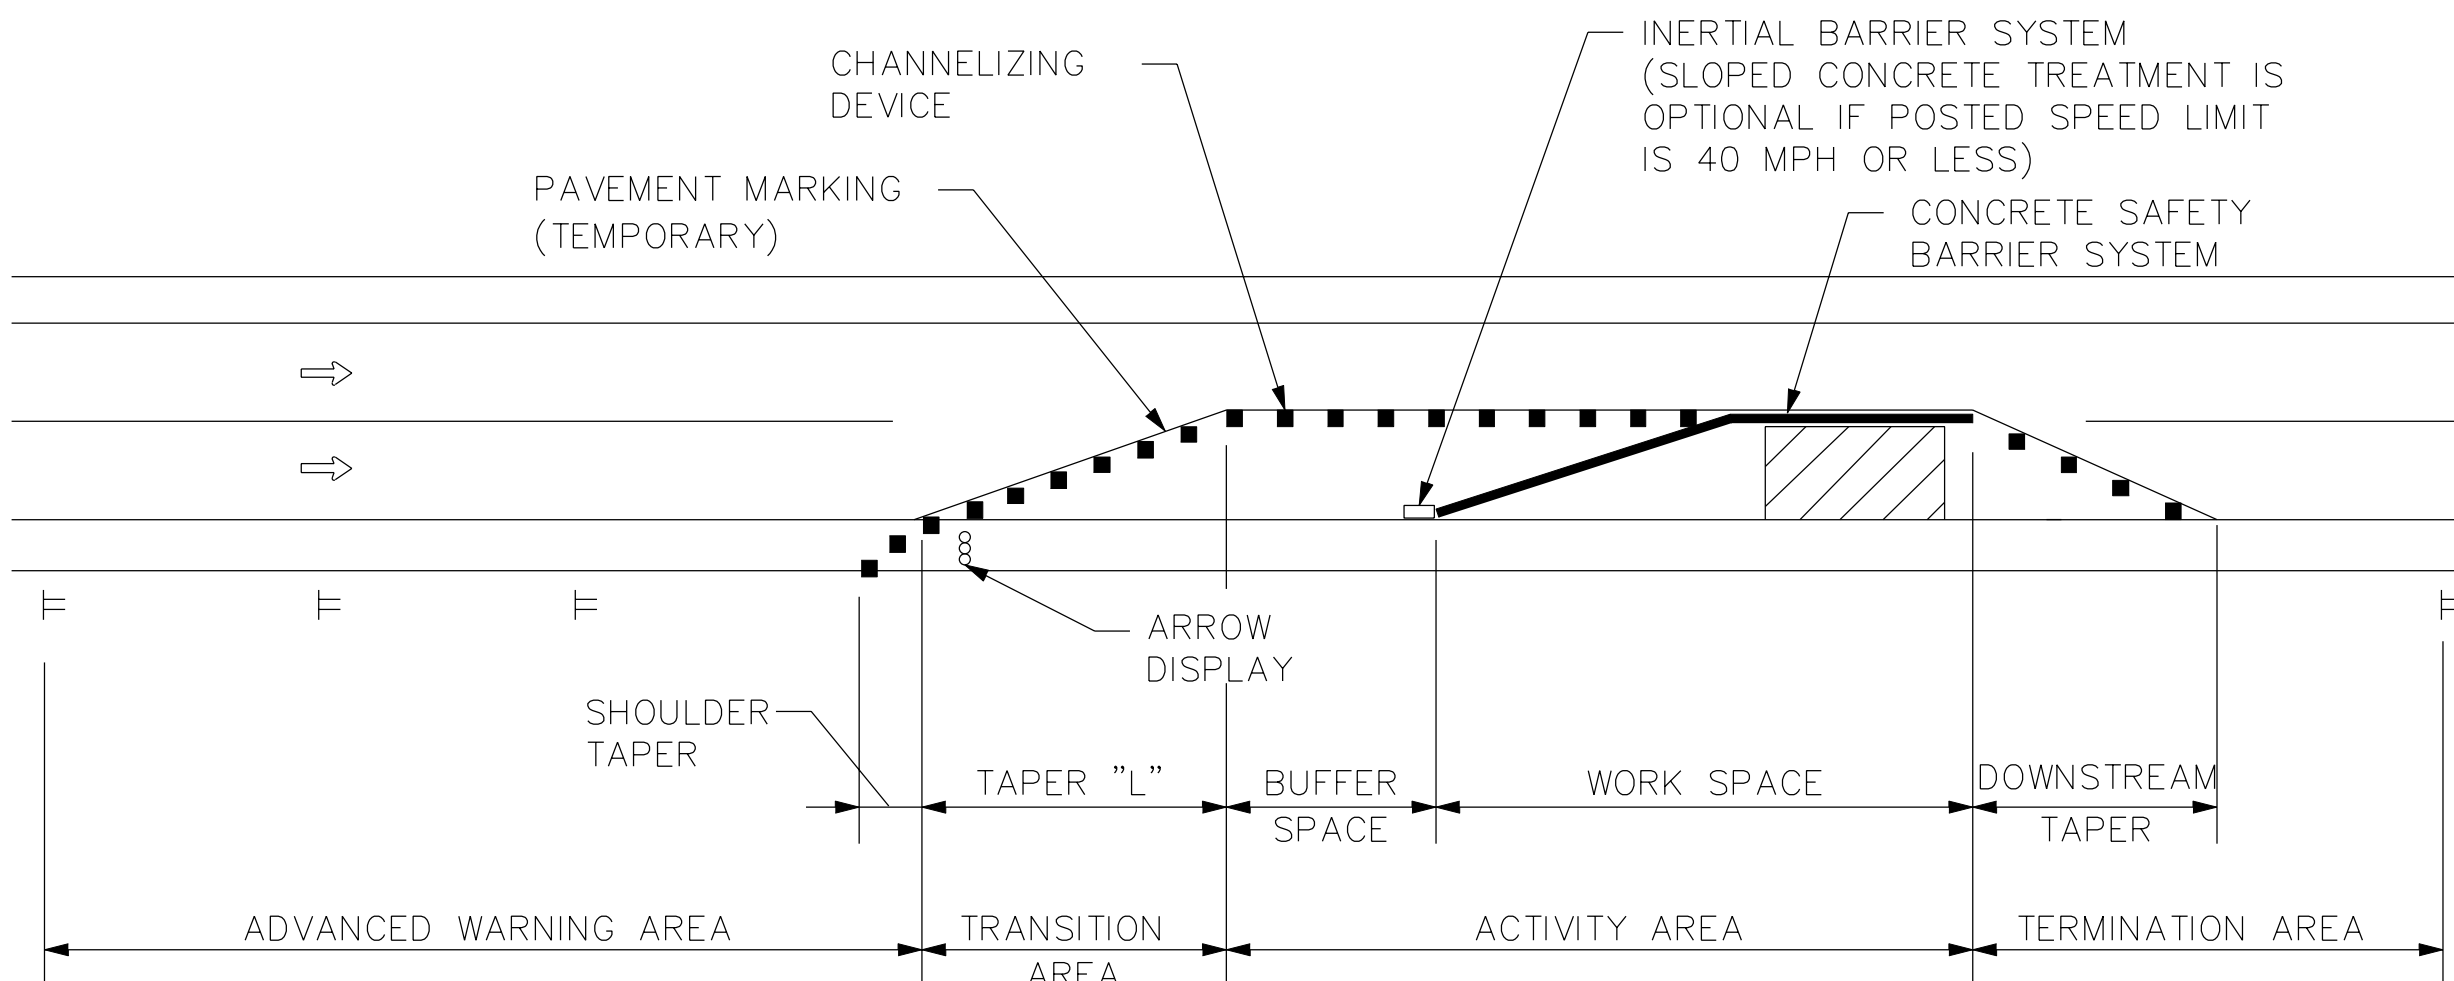 INERTIAL BARRIER SYSTEM
(SLOPED CONCRETE TREATMENT IS
OPTIONAL IF POSTED SPEED LIMIT
IS 40 MPH OR LESS)
CHANNELIZING
DEVICE
PAVEMENT MARKING
(TEMPORARY)
CONCRETE SAFETY
BARRIER SYSTEM
ARROW
DISPLAY
SHOULDER
TAPER
TAPER "L"
BUFFER
SPACE
WORK SPACE
DOWNSTREAM
TAPER
ADVANCED WARNING AREA
TRANSITION
AREA
ACTIVITY AREA
TERMINATION AREA